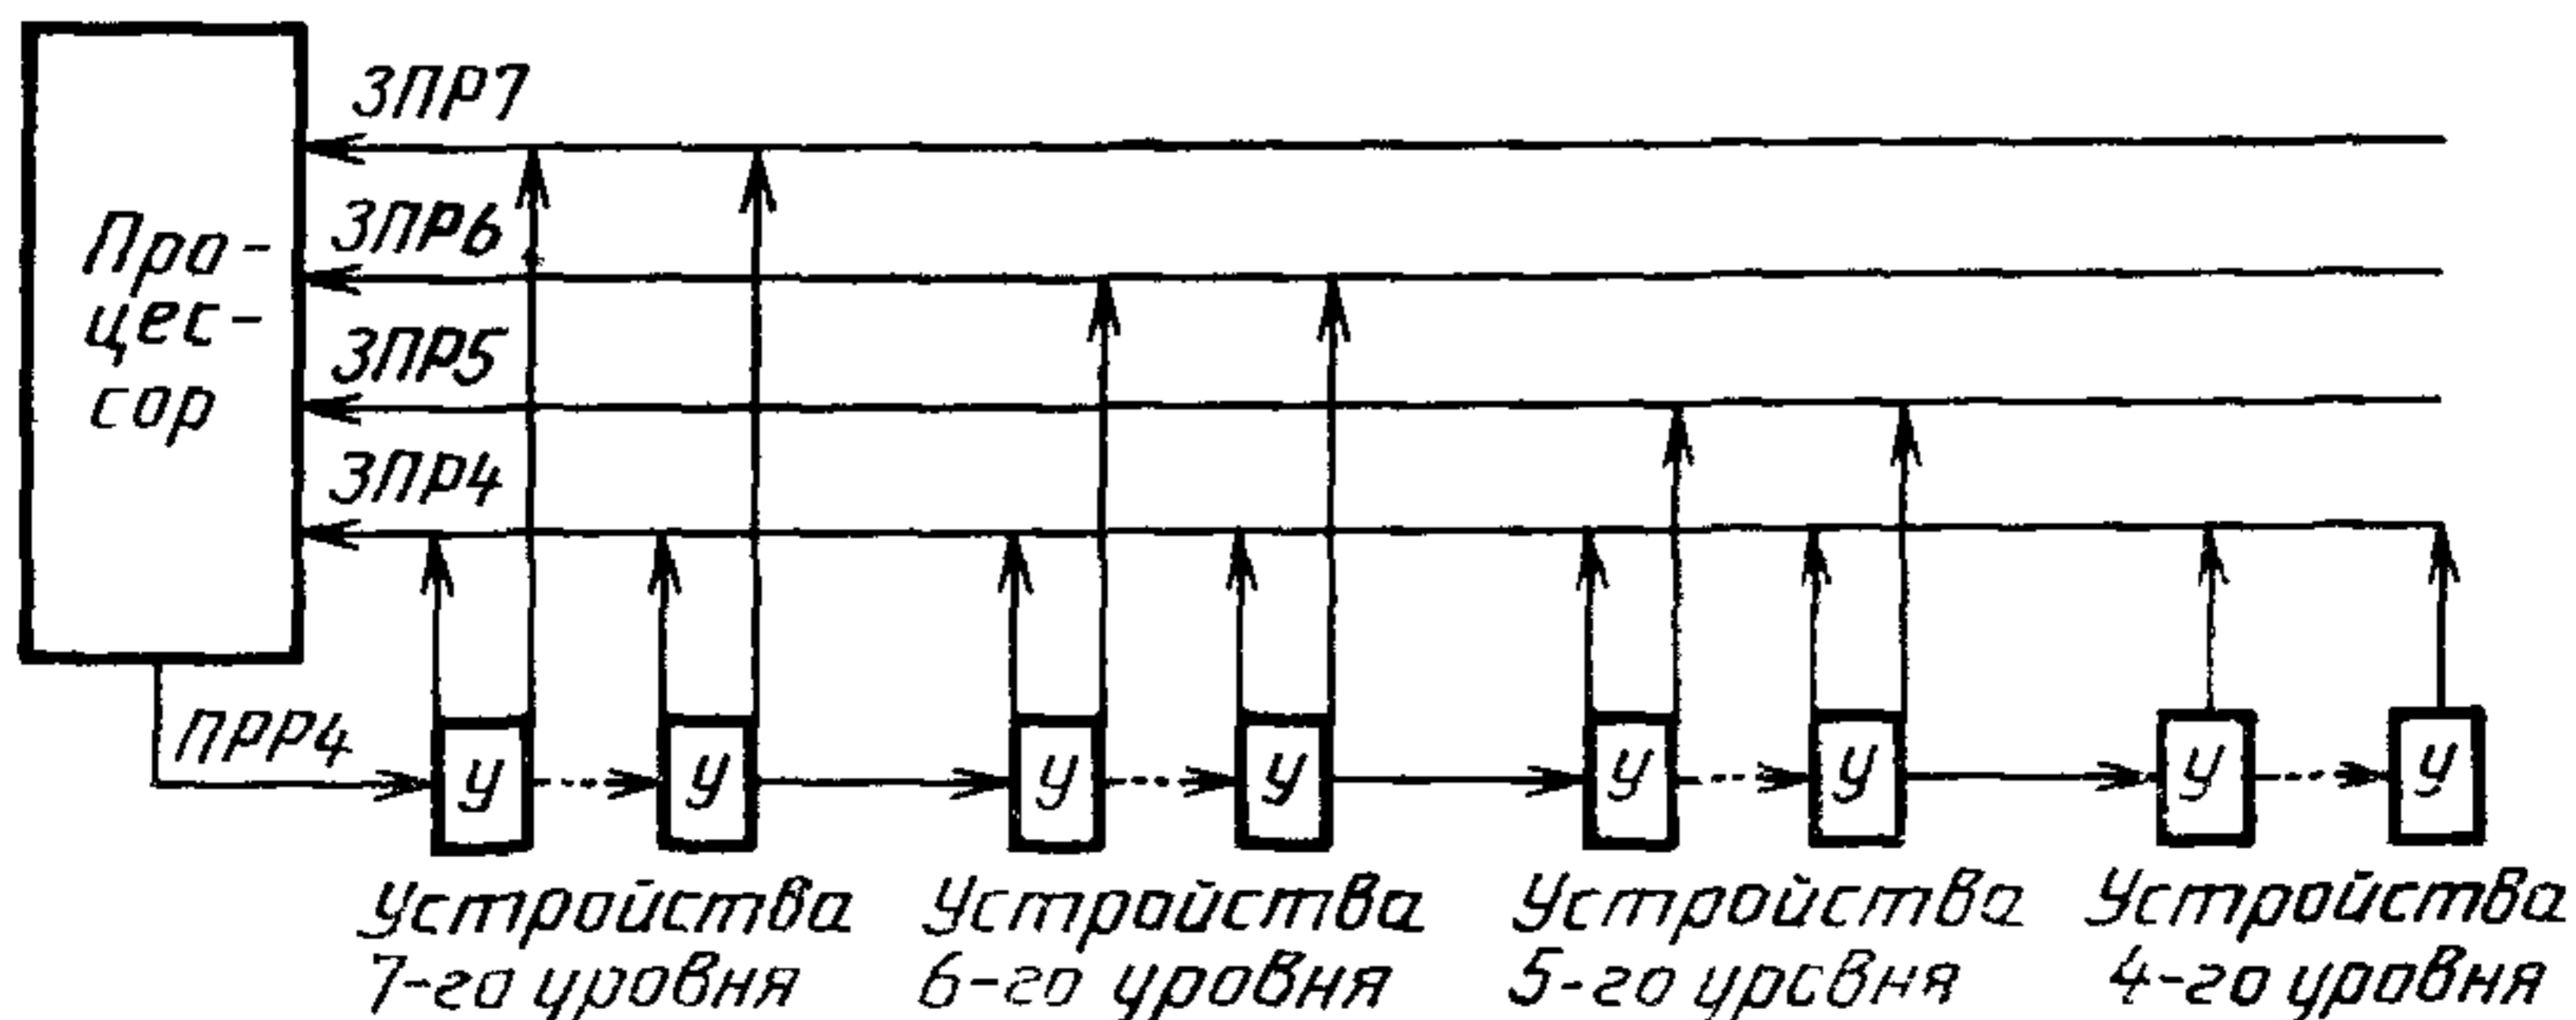 ЗПР7
ЗПР6
Про-
цес-
сор
ЗПР5
ЗПР4
ПРР4
У У У У У У У У
Устройства Устройства Устройства Устройства
7-го уровня 6-го уровня 5-го уровня 4-го уровня